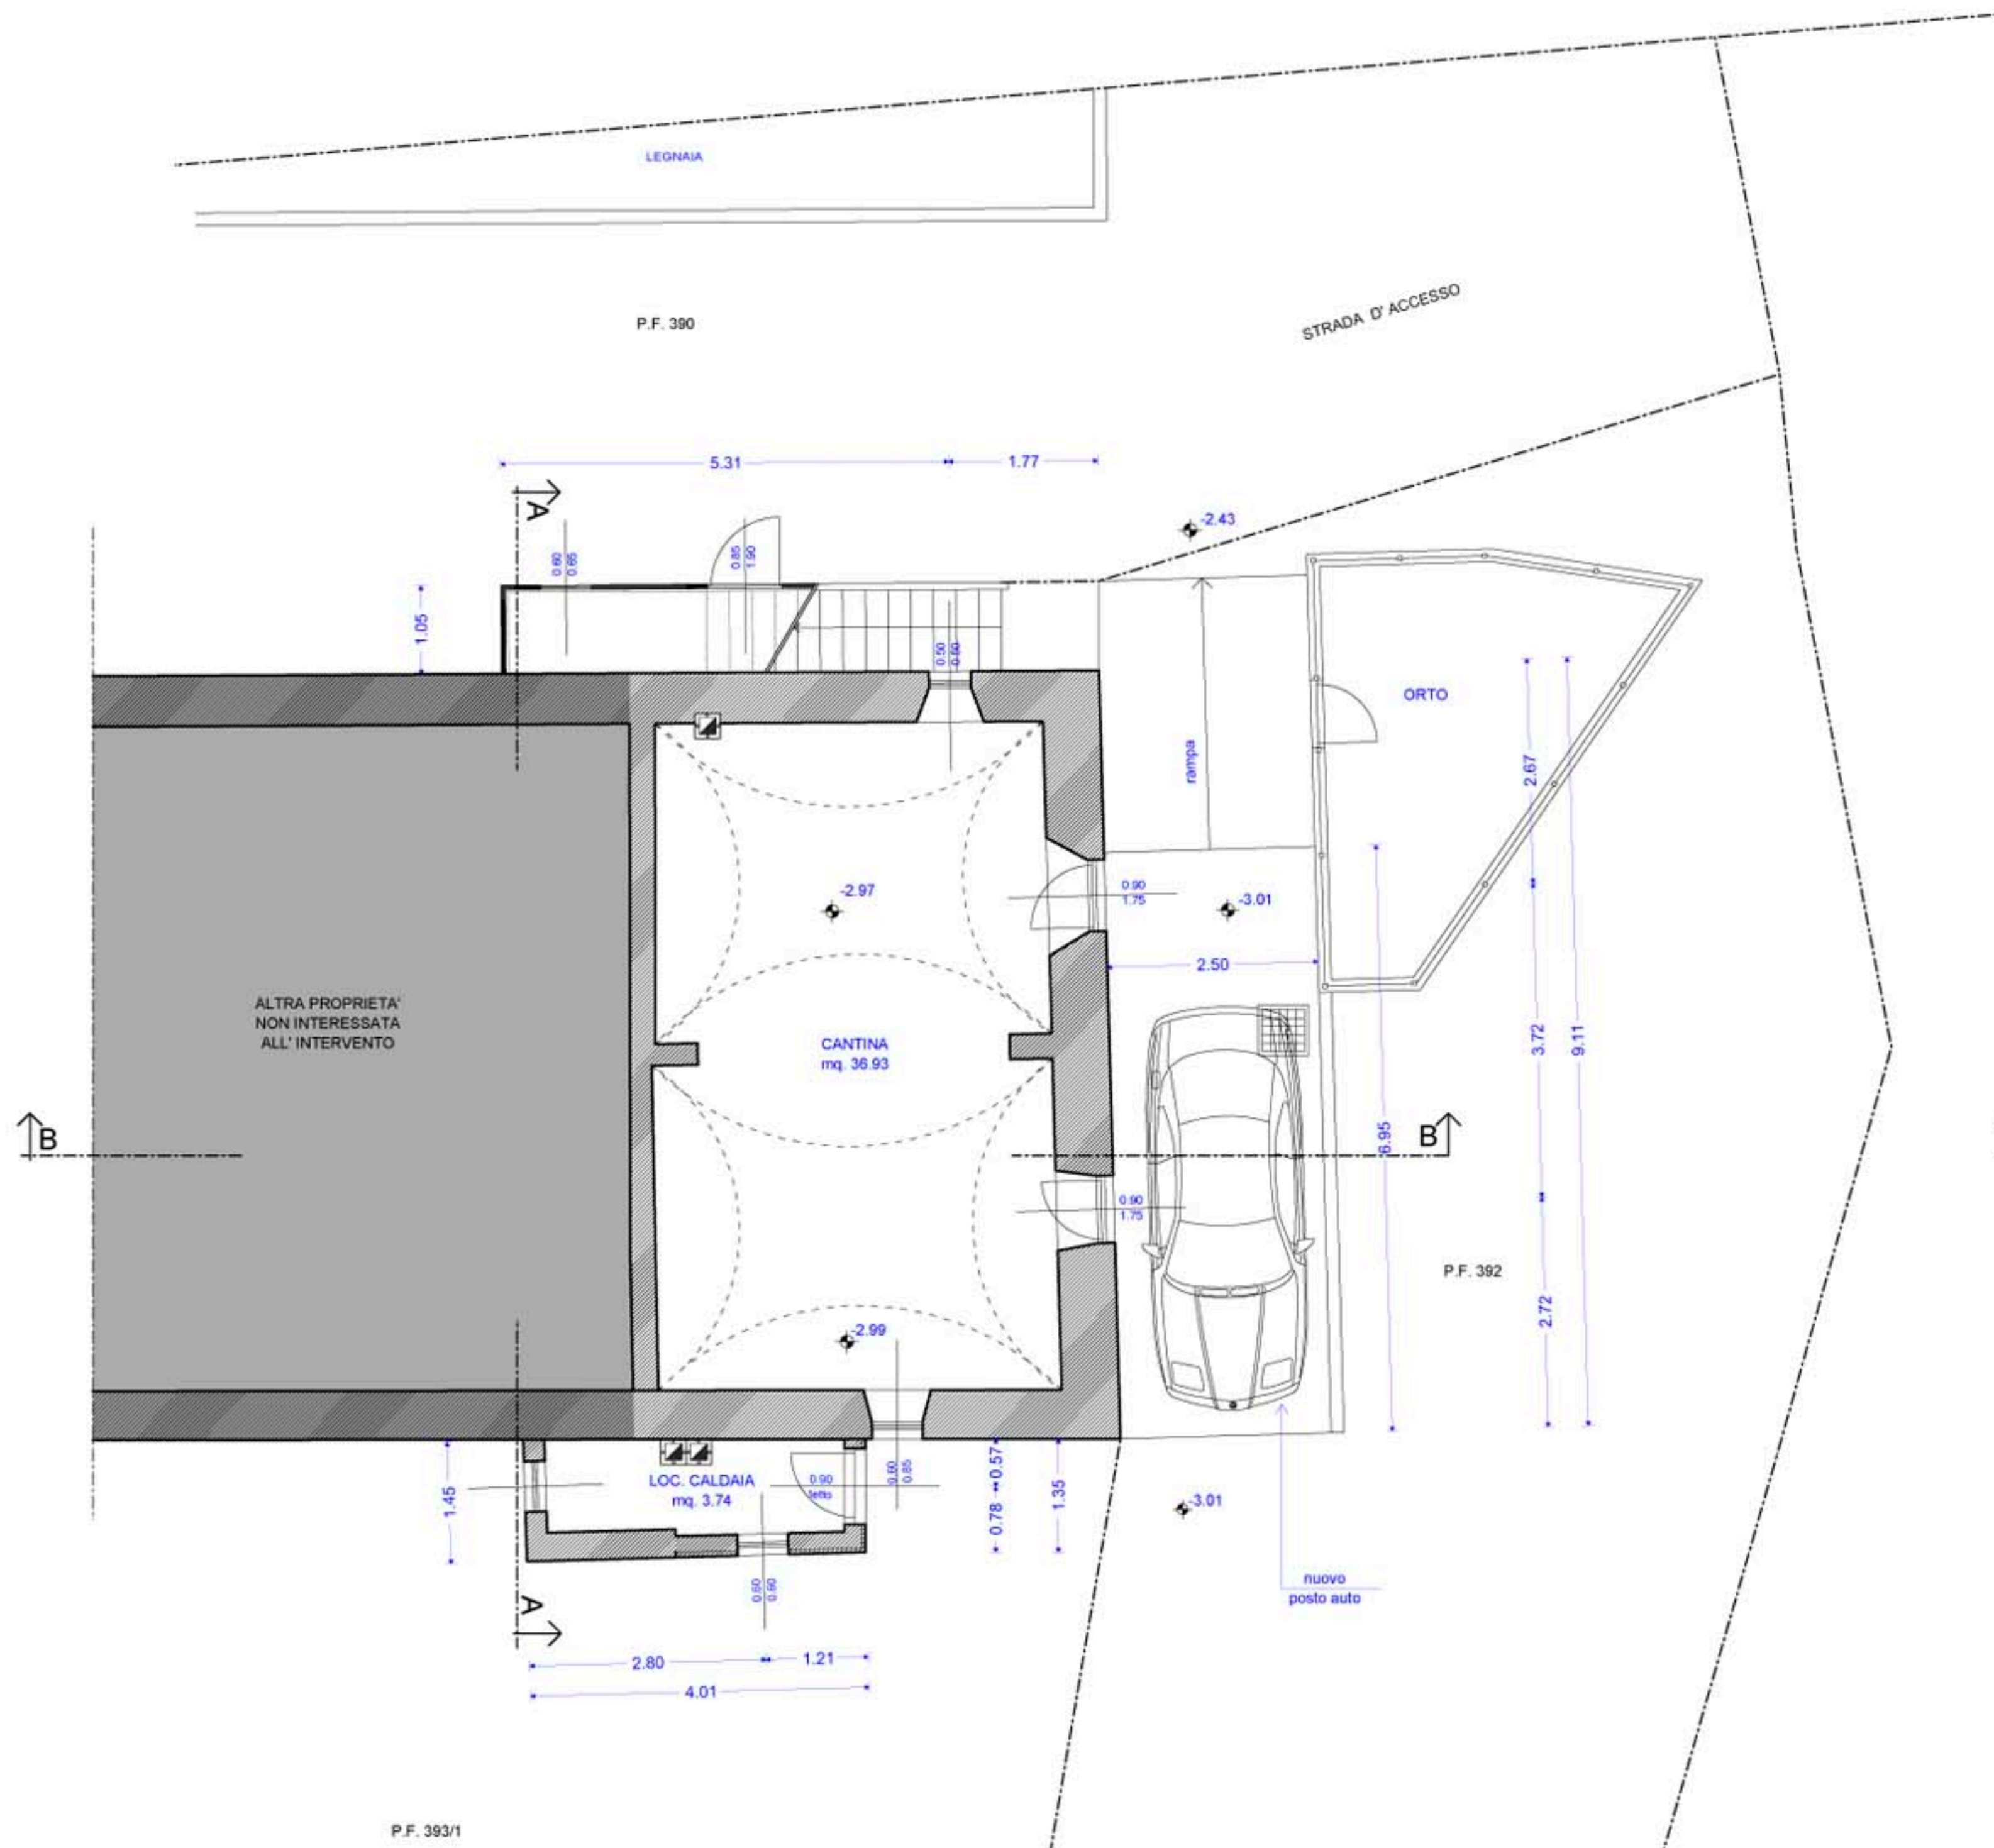 LEGNAIA
P.F. 390
STRADA D' ACCESSO
5.31
1.77
A
-2.43
0.60
0.65
0.85
1.90
1.05
0.50
0.50
ORTO
rampa
2.67
-2.97
0.90
1.75
-3.01
2.50
ALTRA PROPRIETA'
NON INTERESSATA
ALL' INTERVENTO
CANTINA
mq. 36.93
3.72
9.11
B
B
6.95
0.90
1.75
P.F. 392
2.72
-2.99
LOC. CALDAIA
mq. 3.74
0.90
0.60
0.85
1.45
0.78
0.57
1.35
-3.01
0.60
0.60
nuovo
posto auto
A
2.80
1.21
4.01
P.F. 393/1